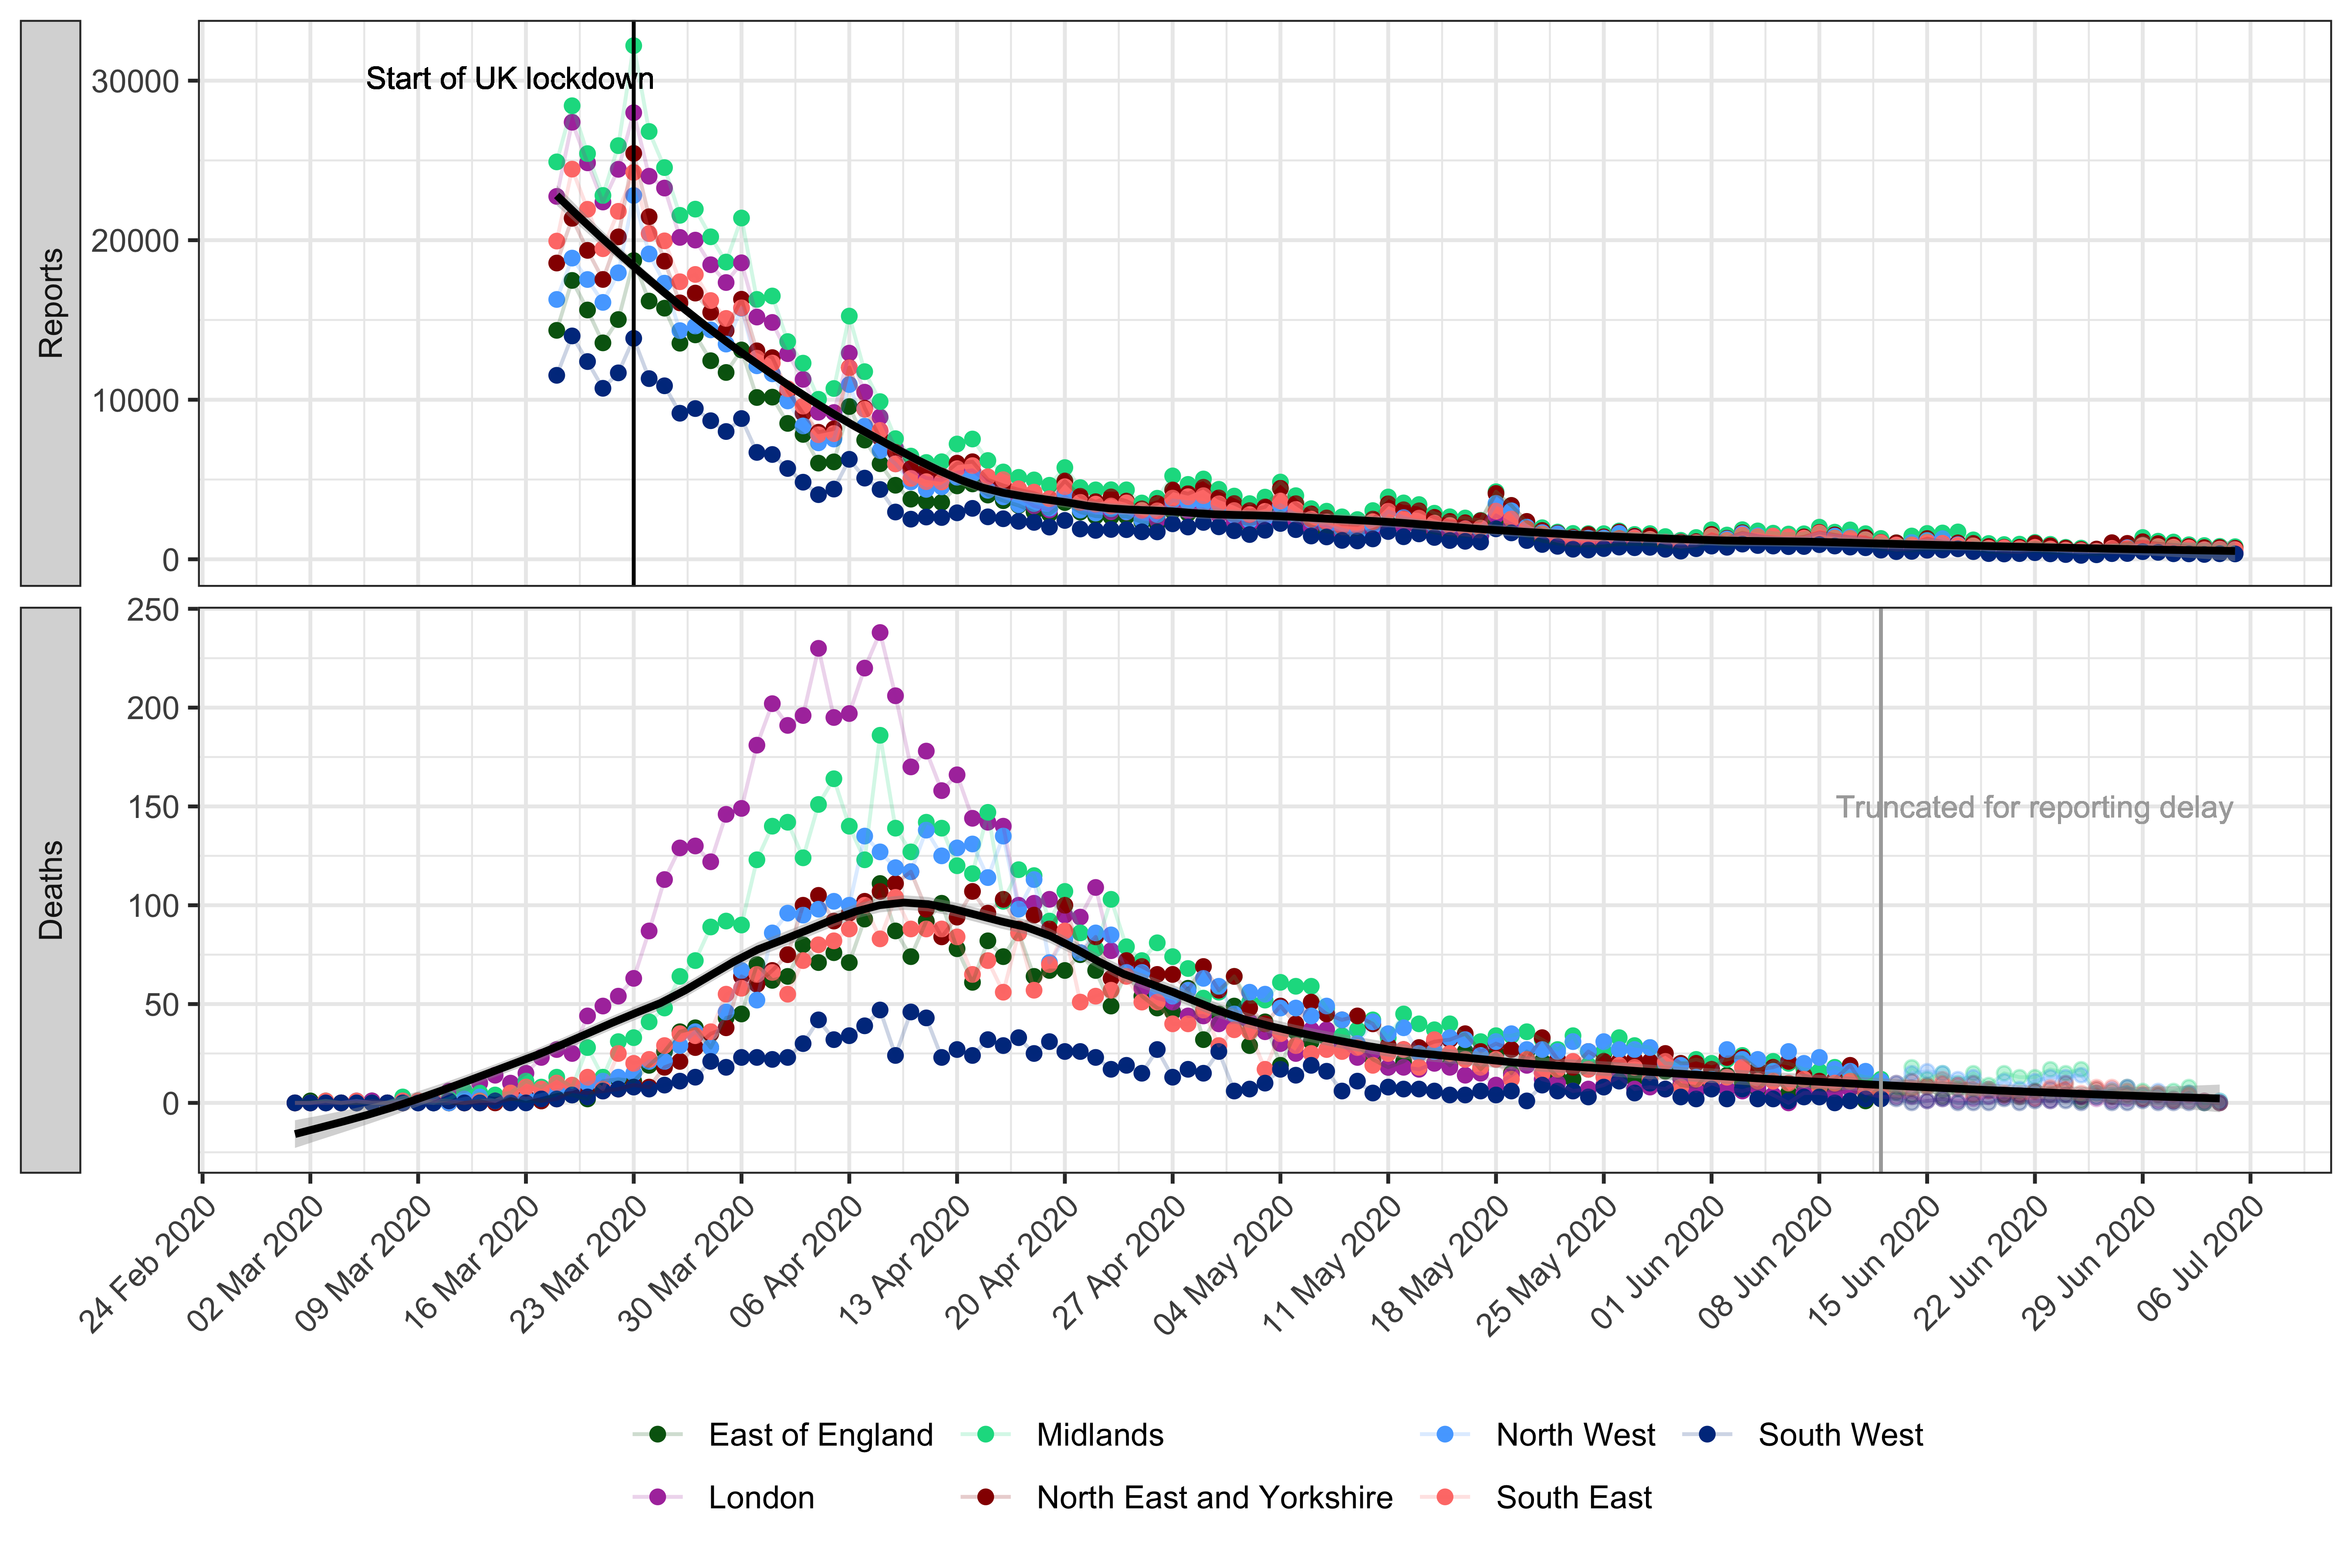 Reports
30000
20000
10000
0
Start of UK lockdown
Deaths
250
200
150
100
50
0
Truncated for reporting delay
24 Feb 2020
02 Mar 2020
09 Mar 2020
16 Mar 2020
23 Mar 2020
30 Mar 2020
06 Apr 2020
13 Apr 2020
20 Apr 2020
27 Apr 2020
04 May 2020
11 May 2020
18 May 2020
25 May 2020
01 Jun 2020
08 Jun 2020
15 Jun 2020
22 Jun 2020
29 Jun 2020
06 Jul 2020
East of England
Midlands
North West
South West
London
North East and Yorkshire
South East